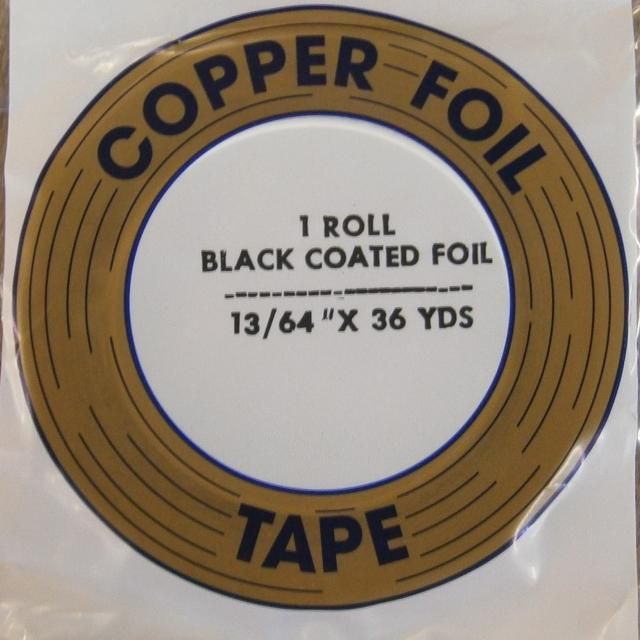 COPPER FOIL
1 ROLL
BLACK COATED FOIL
13/64 "X 36 YDS
TAPE